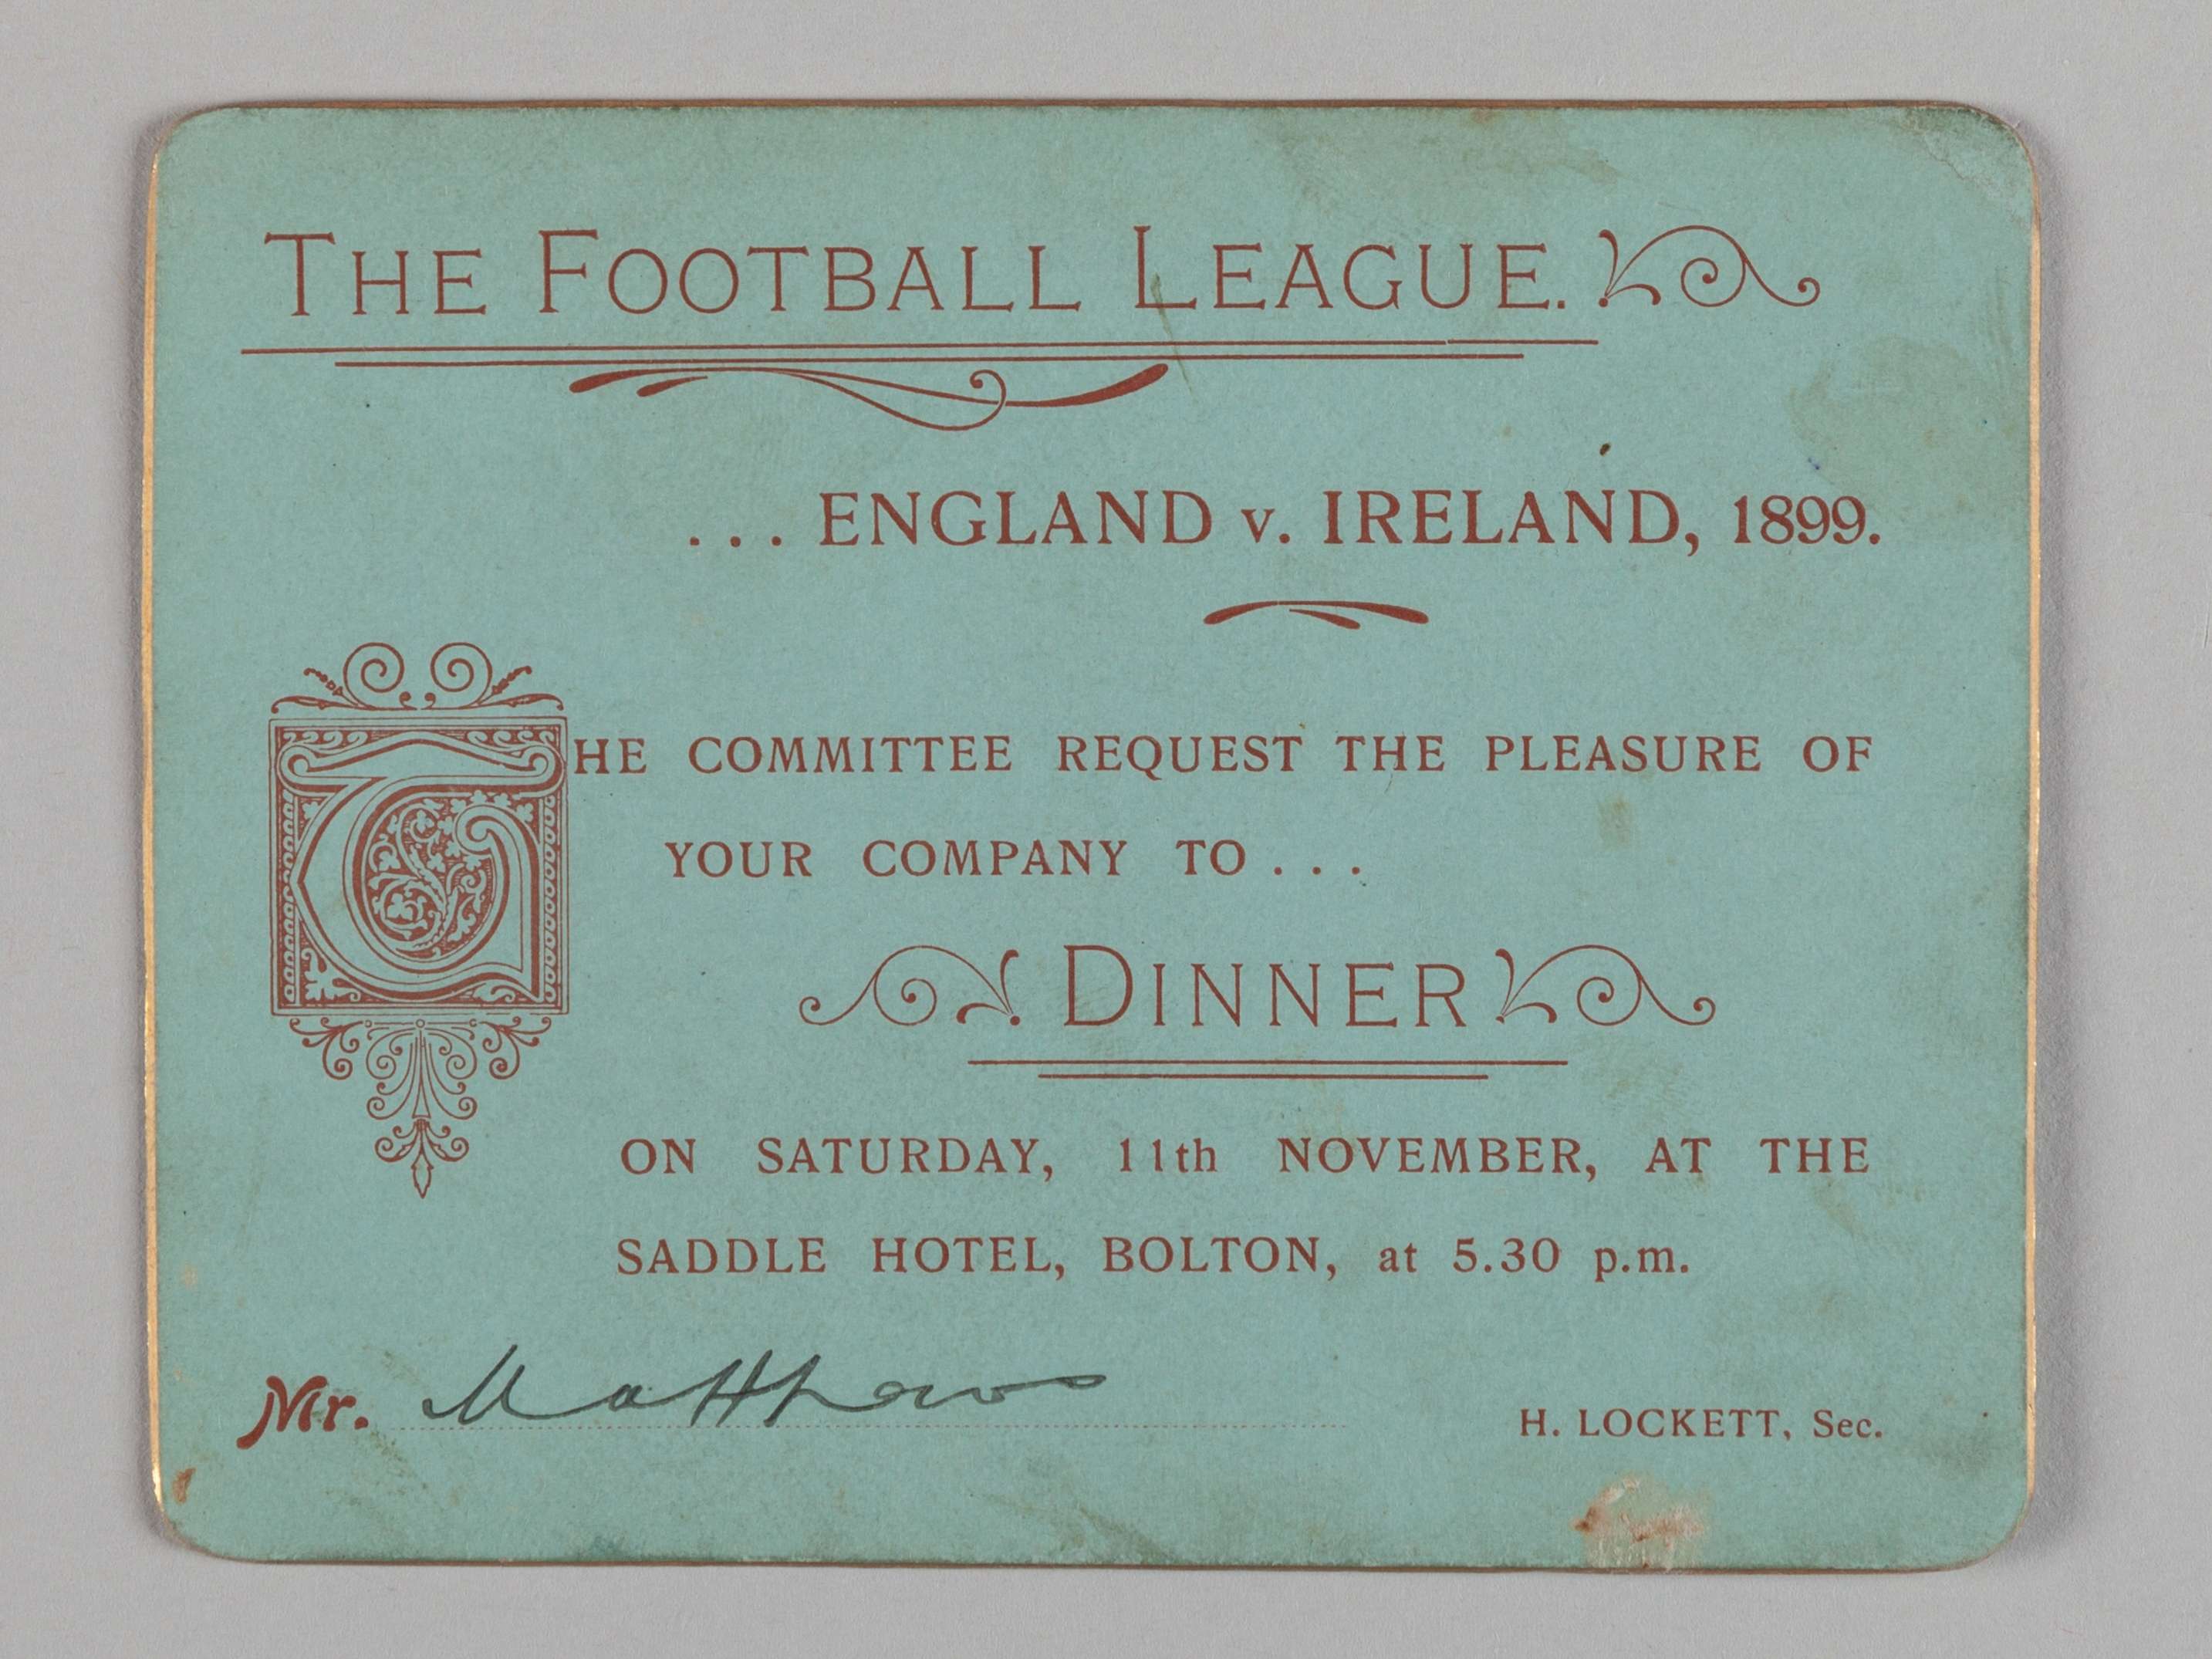 THE FOOTBALL LEAGUE.
... ENGLAND v. IRELAND, 1899.
THE COMMITTEE REQUEST THE PLEASURE OF
YOUR COMPANY TO ...
DINNER
ON SATURDAY, 11th NOVEMBER, AT THE
SADDLE HOTEL, BOLTON, at 5.30 p.m.
Mr. Matthews
H. LOCKETT, Sec.